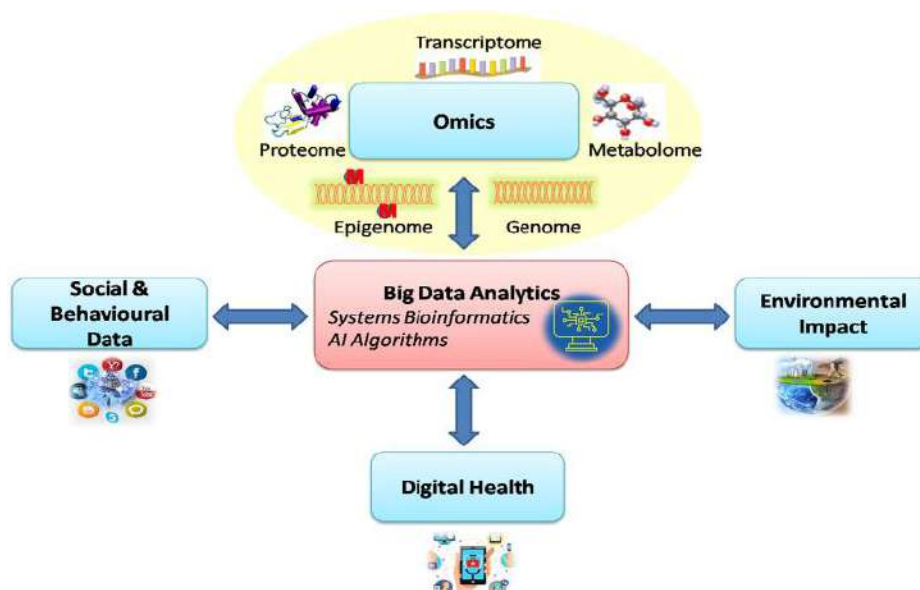 Transcriptome
Omics
Proteome
Metabolome
M
M
Epigenome
Genome
Social &
Behavioural
Data
Big Data Analytics
Systems Bioinformatics
AI Algorithms
Environmental
Impact
Digital Health